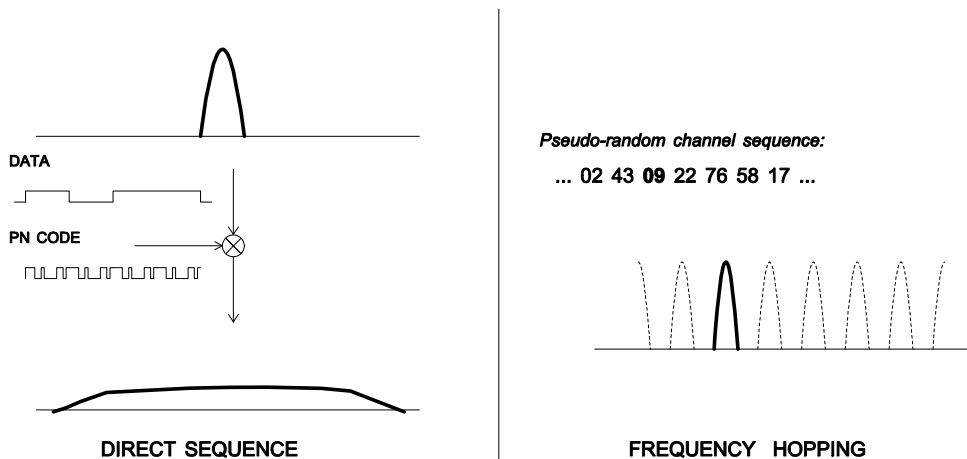 DATA
PN CODE
DIRECT SEQUENCE
Pseudo-random channel sequence:
... 02 43 09 22 76 58 17 ...
FREQUENCY HOPPING